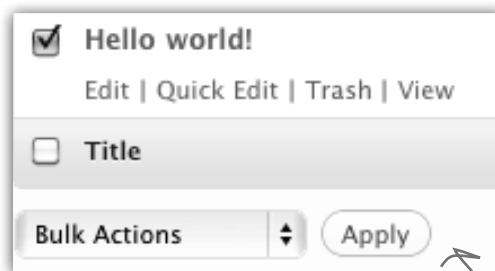 Hello world!
Edit | Quick Edit | Trash | View
Title
Bulk Actions Apply